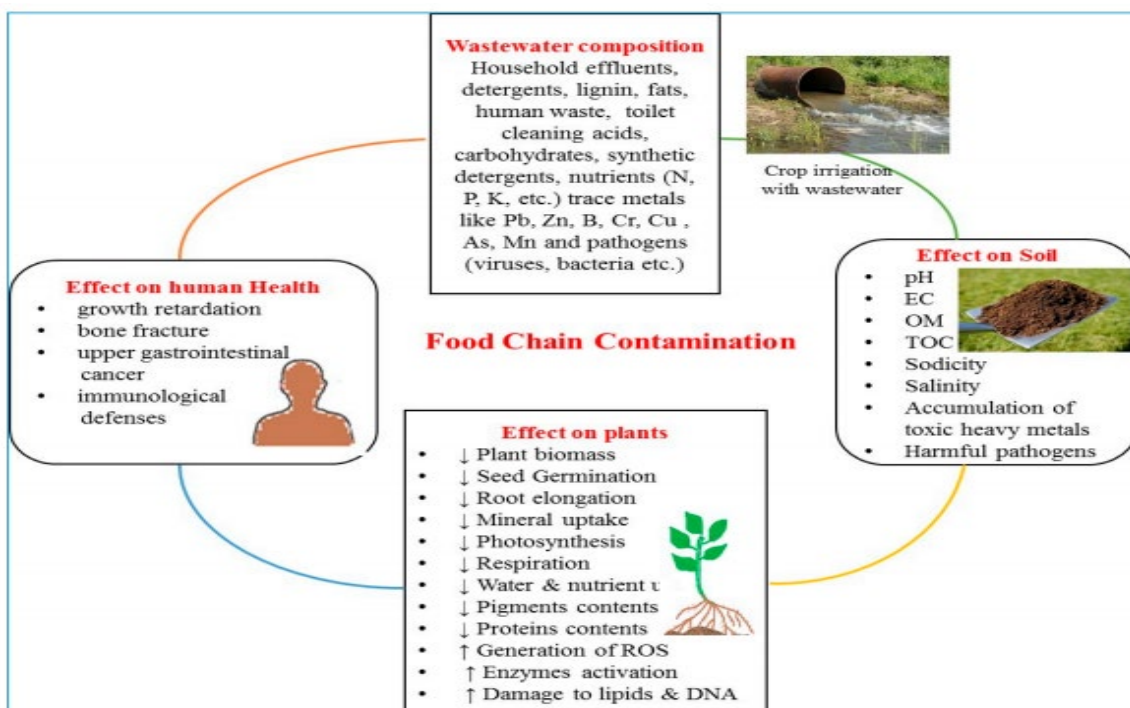 Wastewater composition
Household effluents,
detergents, lignin, fats,
human waste, toilet
cleaning acids,
carbohydrates, synthetic
detergents, nutrients (N,
P, K, etc.) trace metals
like Pb, Zn, B, Cr, Cu ,
As, Mn and pathogens
(viruses, bacteria etc.)
Crop irrigation
with wastewater
Effect on human Health
• growth retardation
• bone fracture
• upper gastrointestinal
cancer
• immunological
defenses
Food Chain Contamination
Effect on Soil
• pH
• EC
• OM
• TOC
• Sodicity
• Salinity
• Accumulation of
toxic heavy metals
• Harmful pathogens
Effect on plants
• ↓ Plant biomass
• ↓ Seed Germination
• ↓ Root elongation
• ↓ Mineral uptake
• ↓ Photosynthesis
• ↓ Respiration
• ↓ Water & nutrient
• ↓ Pigments contents
• ↓ Proteins contents
• ↑ Generation of ROS
• ↑ Enzymes activation
• ↑ Damage to lipids & DNA